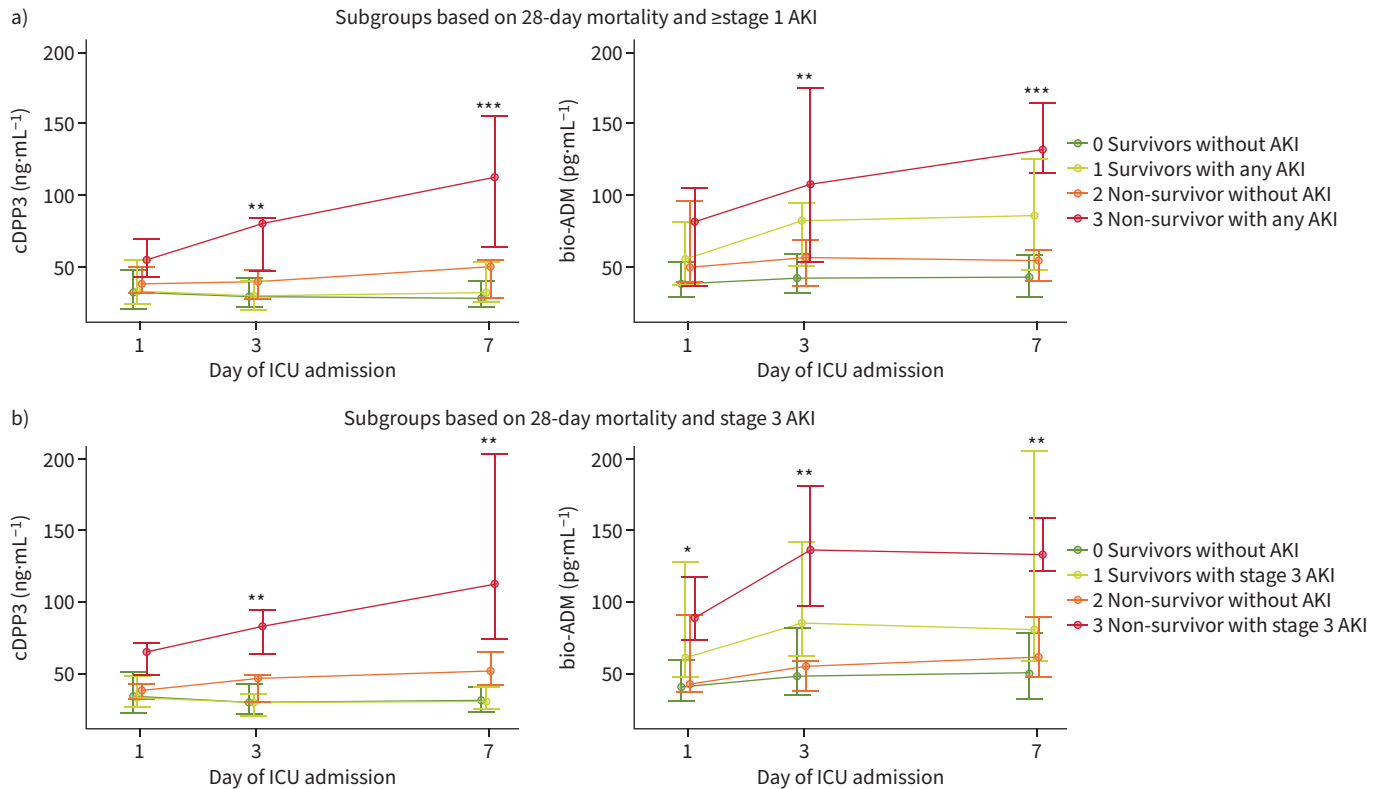 a)
Subgroups based on 28-day mortality and ≥stage 1 AKI
cDPP3 (ng·mL⁻¹)
200
150
100
50
**
***
1
3
7
Day of ICU admission
bio-ADM (pg·mL⁻¹)
200
150
100
50
**
***
1
3
7
Day of ICU admission
0 Survivors without AKI
1 Survivors with any AKI
2 Non-survivor without AKI
3 Non-survivor with any AKI
b)
Subgroups based on 28-day mortality and stage 3 AKI
cDPP3 (ng·mL⁻¹)
200
150
100
50
**
**
1
3
7
Day of ICU admission
bio-ADM (pg·mL⁻¹)
200
150
100
50
*
**
**
1
3
7
Day of ICU admission
0 Survivors without AKI
1 Survivors with stage 3 AKI
2 Non-survivor without AKI
3 Non-survivor with stage 3 AKI